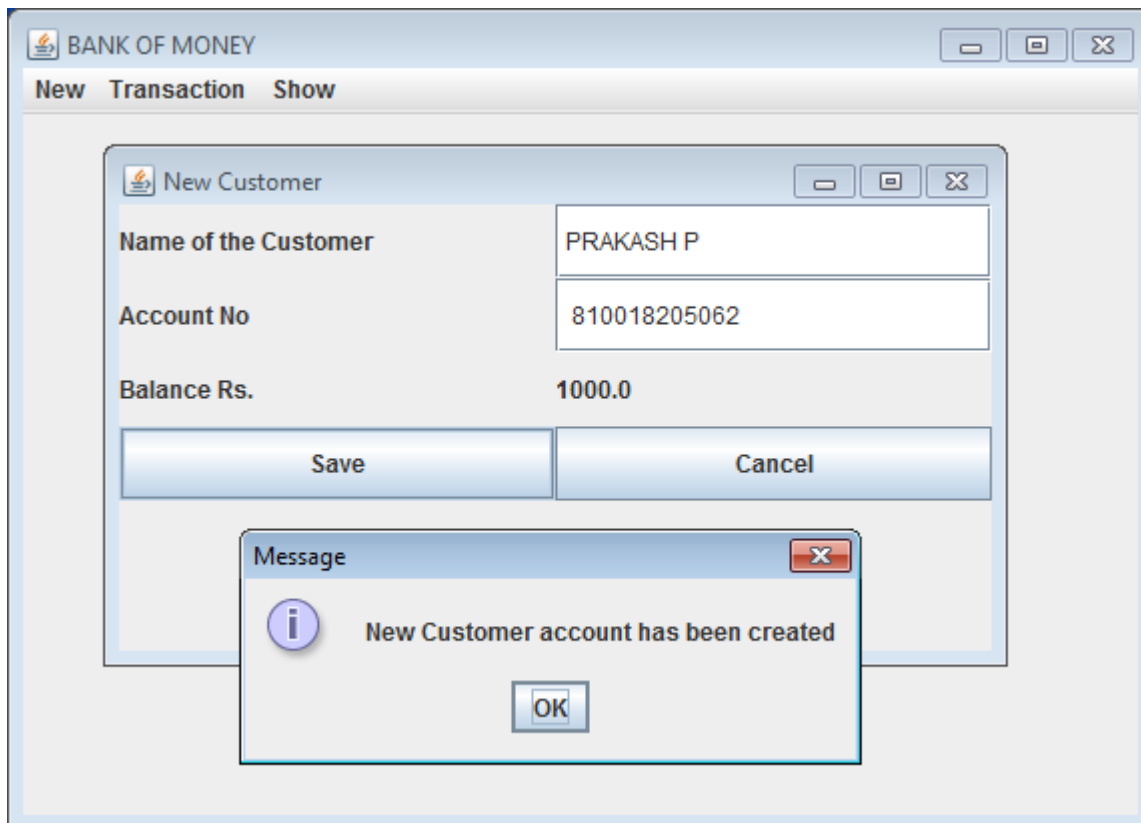 BANK OF MONEY
New Transaction Show
New Customer
Name of the Customer PRAKASH P
Account No 810018205062
Balance Rs. 1000.0
Save Cancel
Message
New Customer account has been created
OK